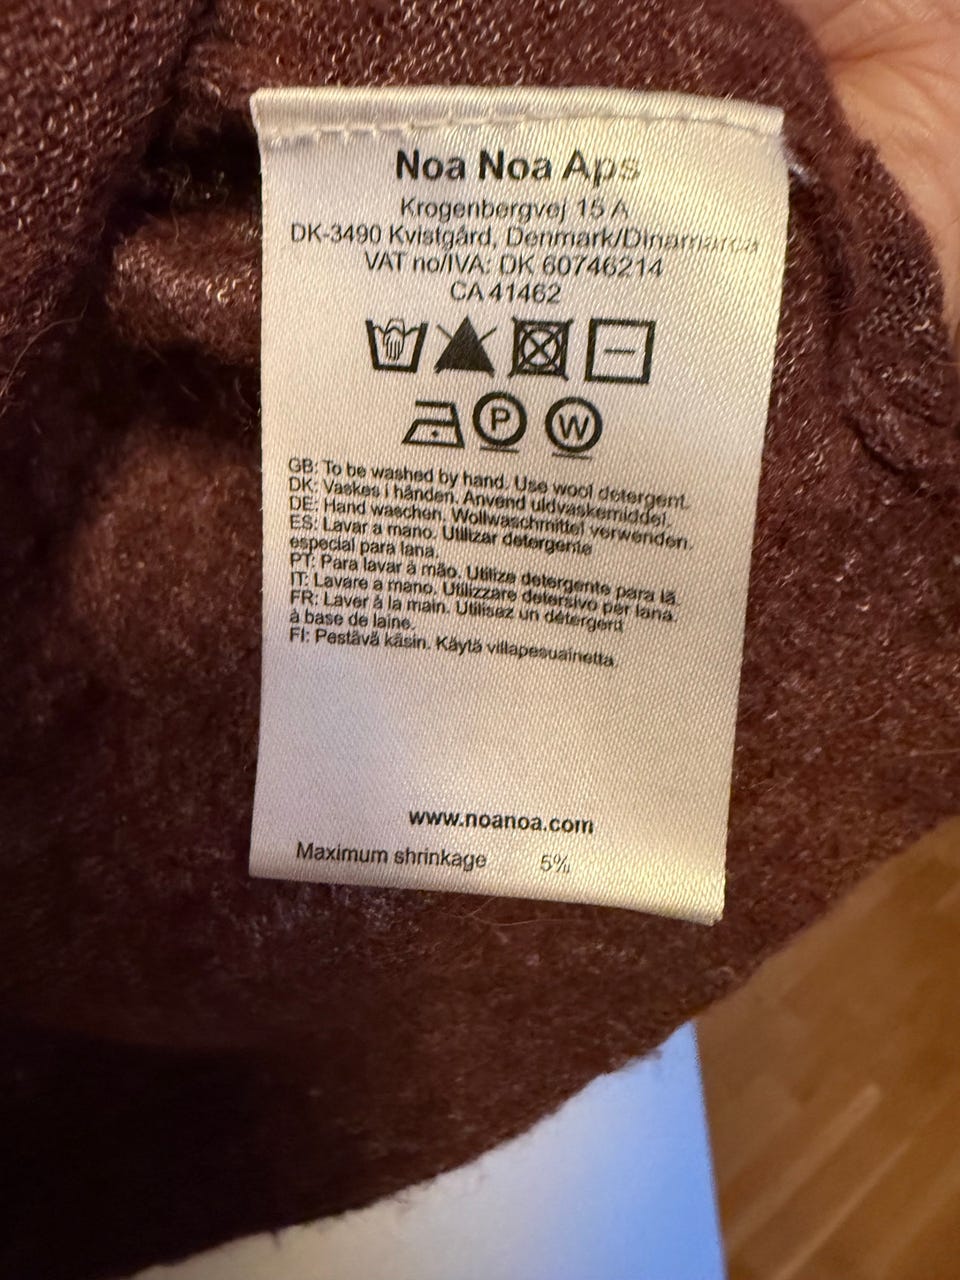 Noa Noa Aps
Krogenbergvej 15 A
DK-3490 Kvistgård, Denmark/Dinamarca
VAT no/IVA: DK 60746214
CA 41462
P W
GB: To be washed by hand. Use wool detergent.
DK: Vaskes i hånden. Anvend uldvaskemiddel.
DE: Hand waschen. Wollwaschmittel verwenden.
ES: Lavar a mano. Utilizar detergente
especial para lana.
PT: Para lavar à mão. Utilize detergente para lã.
IT: Lavare a mano. Utilizzare detersivo per lana.
FR: Laver à la main. Utilisez un détergent
à base de laine.
FI: Pestävä käsin. Käytä villapesuainetta.
www.noanoa.com
Maximum shrinkage 5%